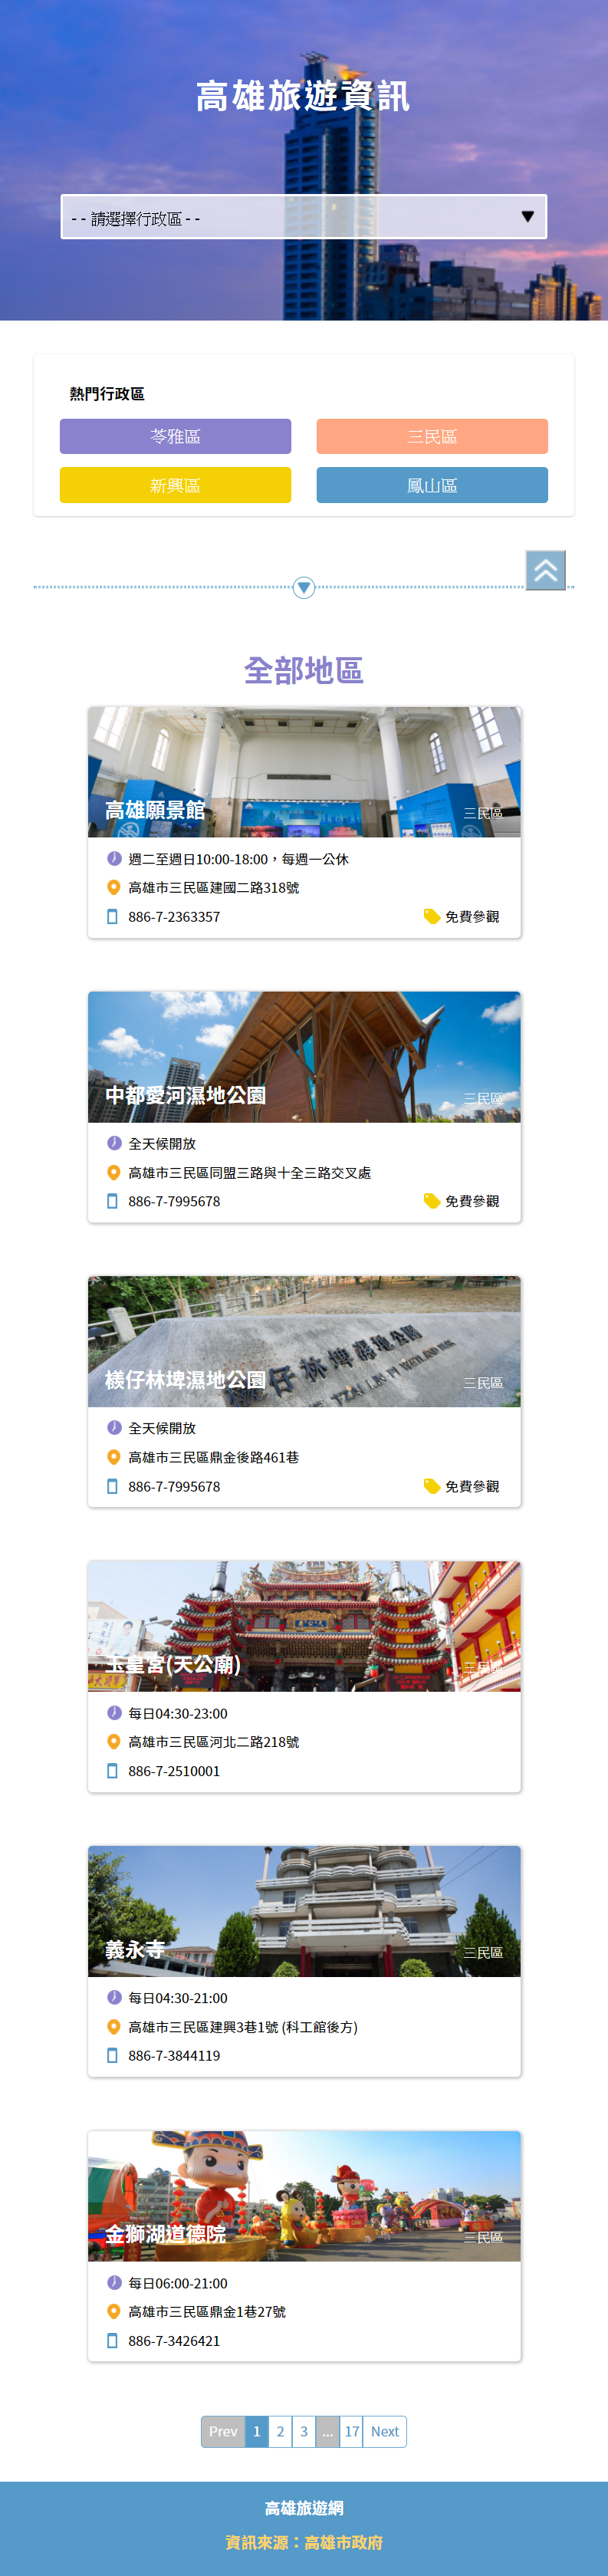 高雄旅遊資訊
- - 請選擇行政區 - -
熱門行政區
苓雅區
三民區
新興區
鳳山區
全部地區
高雄願景館
三民區
週二至週日10:00-18:00，每週一公休
高雄市三民區建國二路318號
886-7-2363357
免費參觀
中都愛河濕地公園
三民區
全天候開放
高雄市三民區同盟三路與十全三路交叉處
886-7-7995678
免費參觀
檨仔林埤濕地公園
三民區
全天候開放
高雄市三民區鼎金後路461巷
886-7-7995678
免費參觀
玉皇宮(天公廟)
三民區
每日04:30-23:00
高雄市三民區河北二路218號
886-7-2510001
義永寺
三民區
每日04:30-21:00
高雄市三民區建興3巷1號 (科工館後方)
886-7-3844119
金獅湖道德院
三民區
每日06:00-21:00
高雄市三民區鼎金1巷27號
886-7-3426421
Prev 1 2 3 ... 17 Next
高雄旅遊網
資訊來源：高雄市政府